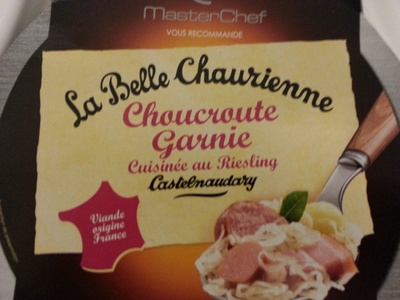 MasterChef
VOUS RECOMMANDE
La Belle Chaurienne
Choucroute
Garnie
Cuisinée au Riesling
Castelnaudary
Viande
origine
France